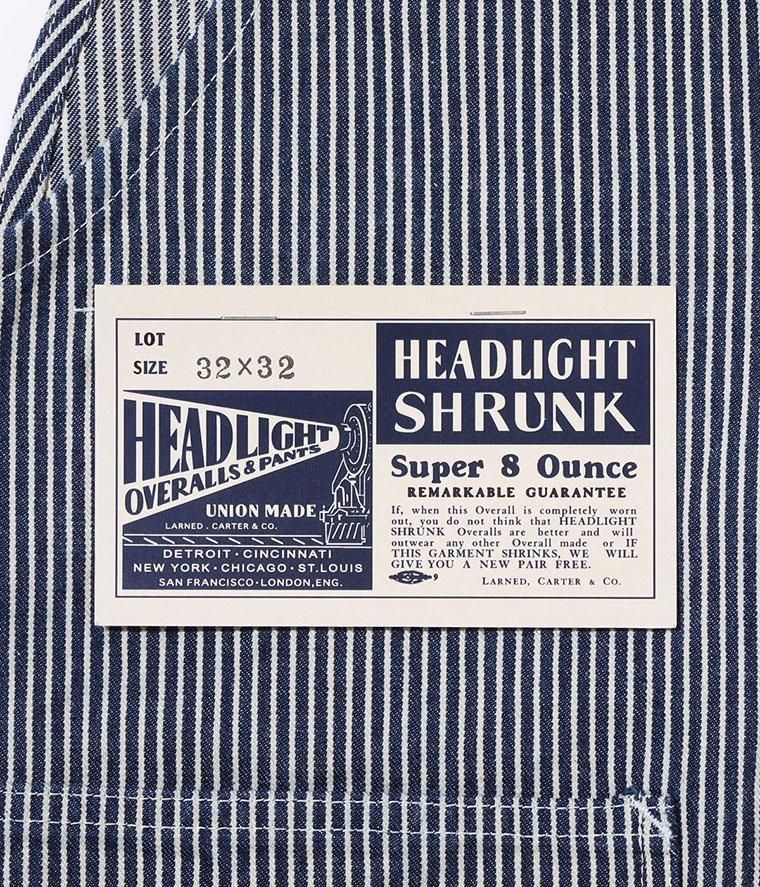 LOT
SIZE 32×32
HEADLIGHT
OVERALLS & PANTS
UNION MADE
LARNED . CARTER & CO.
DETROIT · CINCINNATI
NEW YORK · CHICAGO · ST. LOUIS
SAN FRANCISCO · LONDON, ENG.
HEADLIGHT
SHRUNK
Super 8 Ounce
REMARKABLE GUARANTEE
If, when this Overall is completely worn
out, you do not think that HEADLIGHT
SHRUNK Overalls are better and will
outwear any other Overall made or IF
THIS GARMENT SHRINKS, WE WILL
GIVE YOU A NEW PAIR FREE.
9 LARNED, CARTER & CO.